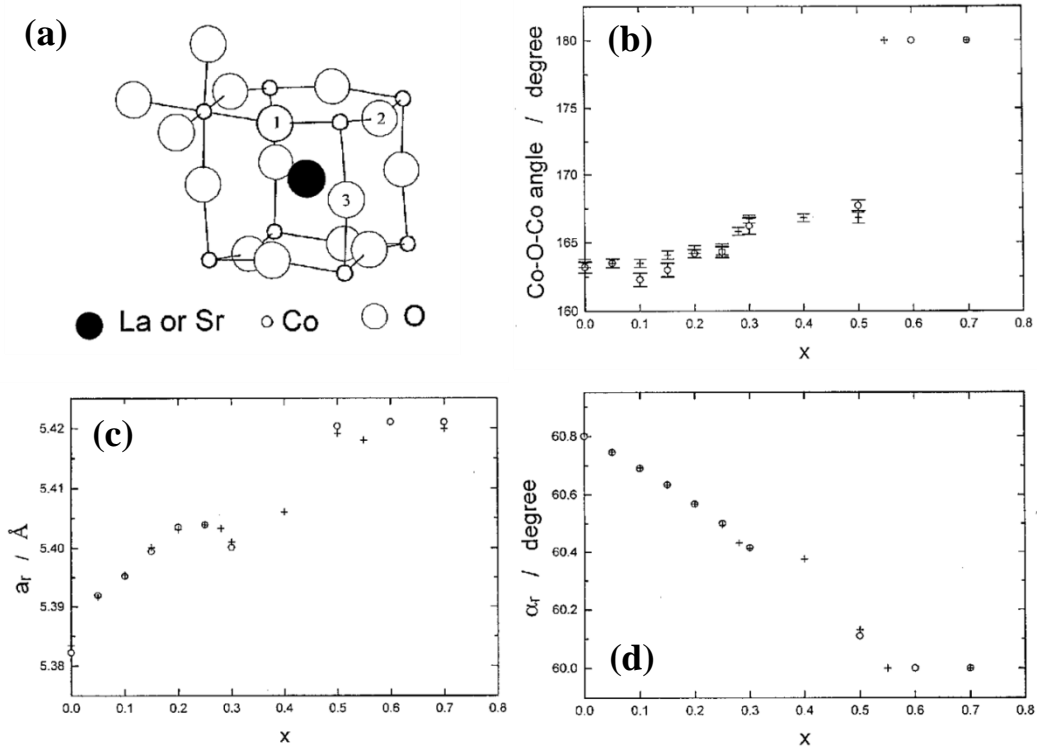 (a)
1
2
3
La or Sr
Co
O
(b)
Co-O-Co angle / degree
180
175
170
165
160
0.0 0.1 0.2 0.3 0.4 0.5 0.6 0.7 0.8
x
(c)
a_r / Å
5.42
5.41
5.40
5.39
5.38
0.0 0.1 0.2 0.3 0.4 0.5 0.6 0.7 0.8
x
α_r / degree
60.8
60.6
60.4
60.2
60.0
(d)
0.0 0.1 0.2 0.3 0.4 0.5 0.6 0.7 0.8
x